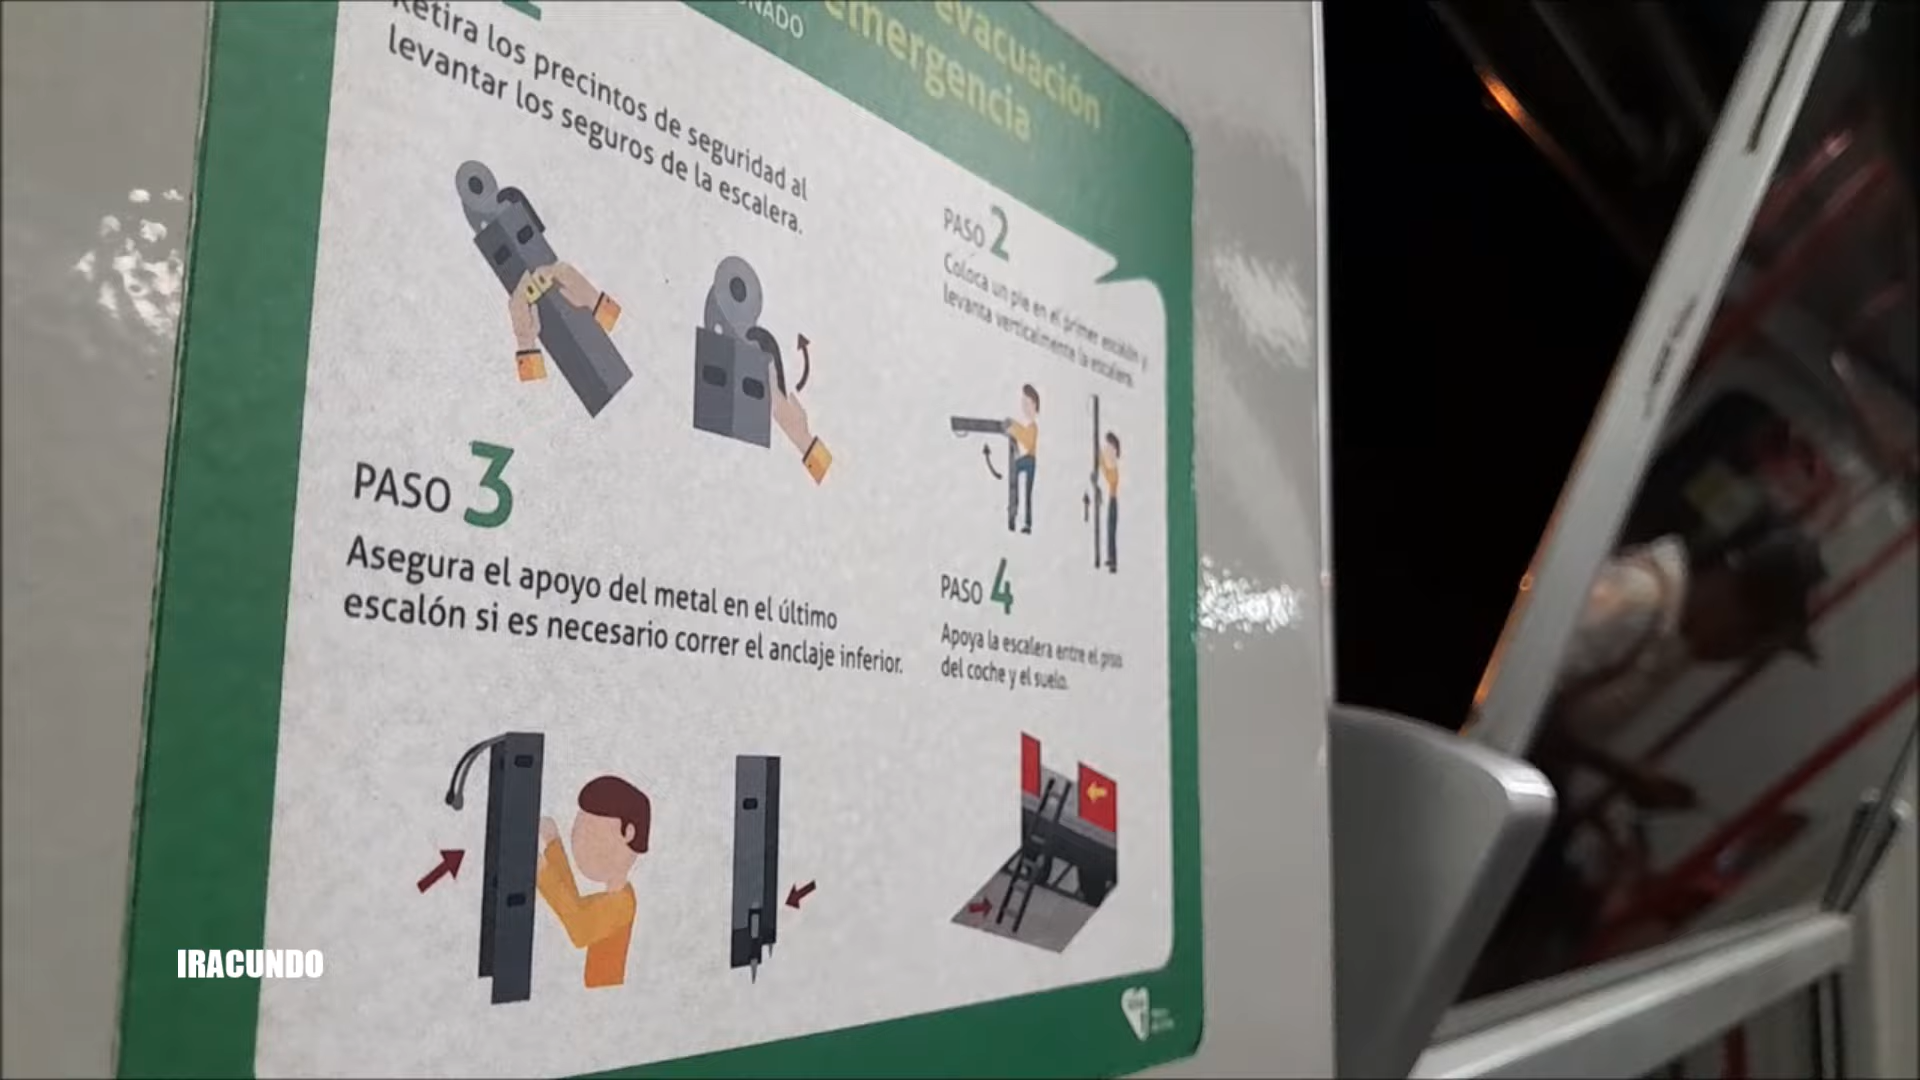 evacuación
emergencia
Retira los precintos de seguridad al
levantar los seguros de la escalera.
PASO 2
Coloca un pie en el primer escalón y
levanta verticalmente la escalera.
PASO 3
Asegura el apoyo del metal en el último
escalón si es necesario correr el anclaje inferior.
PASO 4
Apoya la escalera entre el piso
del coche y el suelo.
IRACUNDO